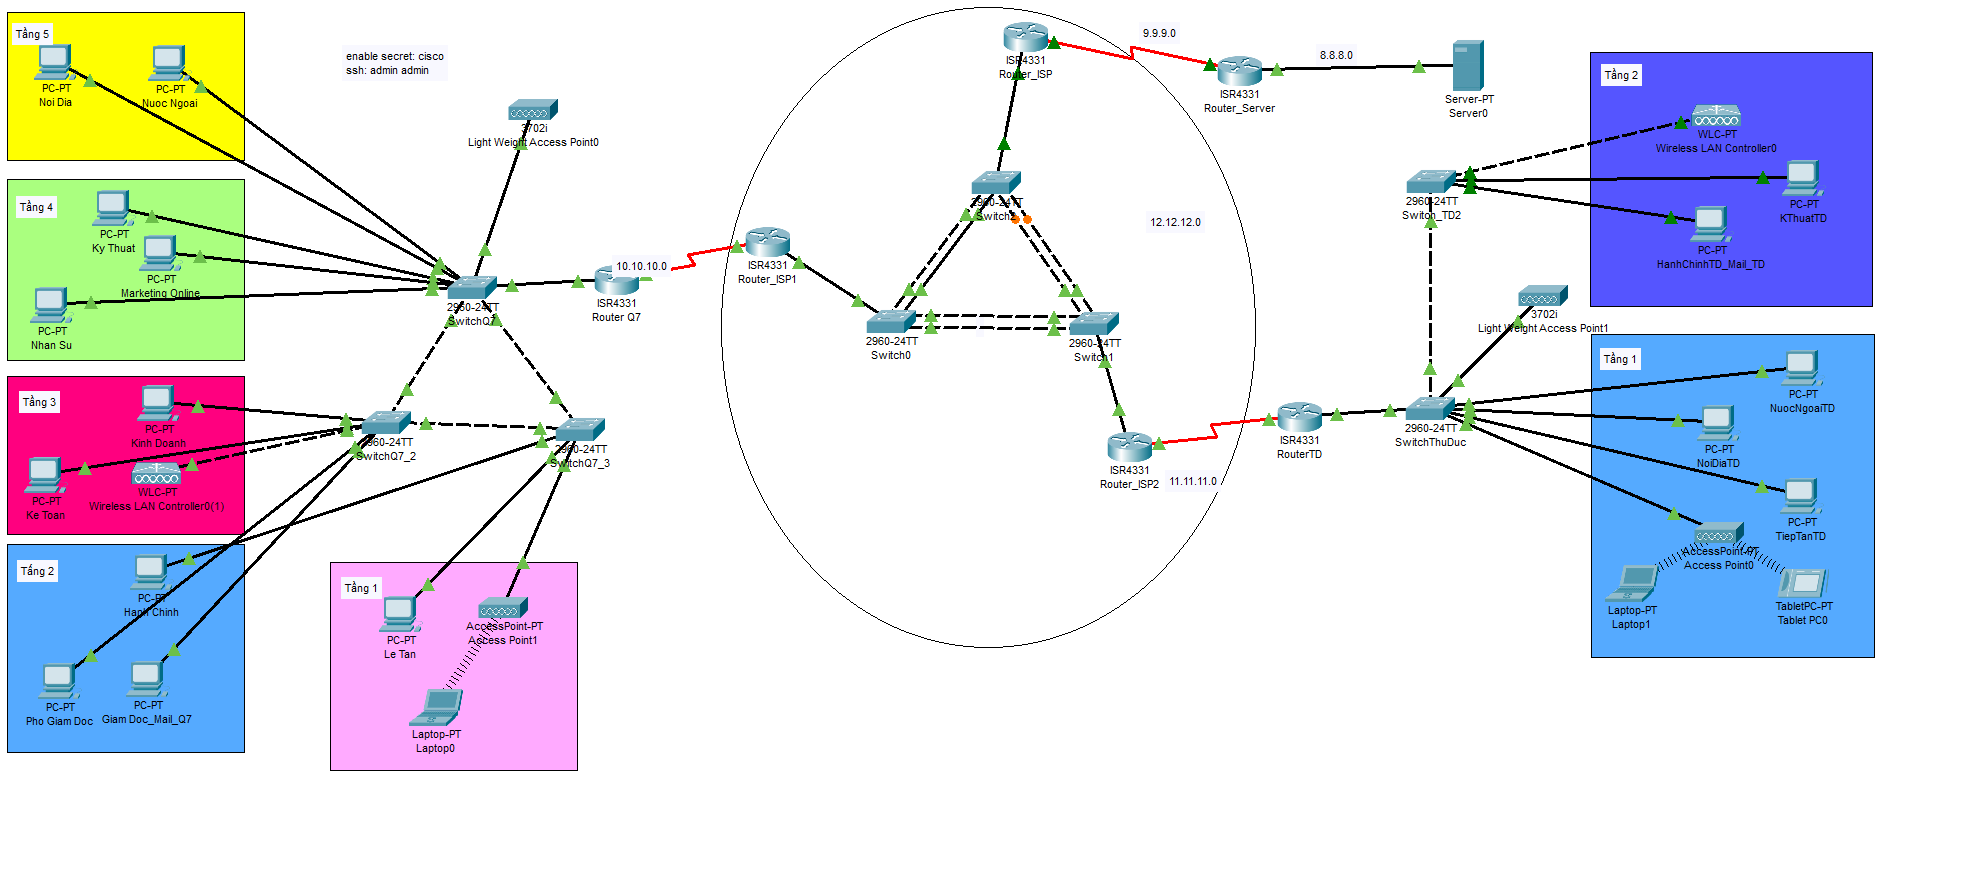 Tầng 5
PC-PT
Noi Dia
PC-PT
Nuoc Ngoai
enable secret: cisco
ssh: admin admin
3702i
Light Weight Access Point0
Tầng 4
PC-PT
Ky Thuat
PC-PT
Marketing Online
PC-PT
Nhan Su
2960-24TT
SwitchQ7
10.10.10.0
ISR4331
Router Q7
Tầng 3
PC-PT
Kinh Doanh
PC-PT
Ke Toan
WLC-PT
Wireless LAN Controller0(1)
2960-24TT
SwitchQ7_2
2960-24TT
SwitchQ7_3
Tầng 2
PC-PT
Hanh Chinh
PC-PT
Pho Giam Doc
PC-PT
Giam Doc_Mail_Q7
Tầng 1
PC-PT
Le Tan
AccessPoint-PT
Access Point1
Laptop-PT
Laptop0
ISR4331
Router_ISP
9.9.9.0
ISR4331
Router_Server
8.8.8.0
Server-PT
Server0
2960-24TT
Switch2
12.12.12.0
ISR4331
Router_ISP1
2960-24TT
Switch0
2960-24TT
Switch1
ISR4331
Router_ISP2
11.11.11.0
ISR4331
RouterTD
Tầng 2
WLC-PT
Wireless LAN Controller0
PC-PT
KThuatTD
PC-PT
HanhChinhTD_Mail_TD
2960-24TT
Switch_TD2
3702i
Light Weight Access Point1
2960-24TT
SwitchThuDuc
Tầng 1
PC-PT
NuocNgoaiTD
PC-PT
NoiDiaTD
PC-PT
TiepTanTD
AccessPoint-PT
Access Point0
Laptop-PT
Laptop1
TabletPC-PT
Tablet PC0